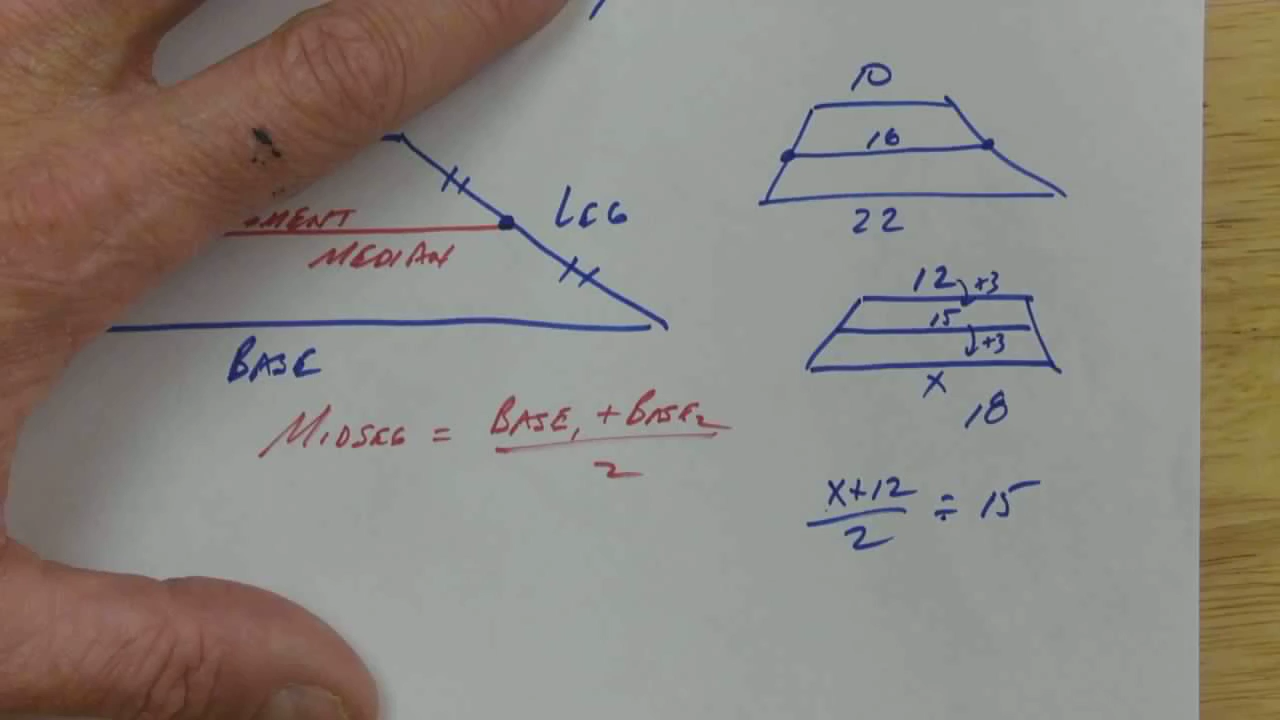 LEG
MENT
MEDIAN
BASE
MIDSEG = BASE₁ + BASE₂
2
10
16
22
12 +3
15
+3
X
18
X+12
2
= 15